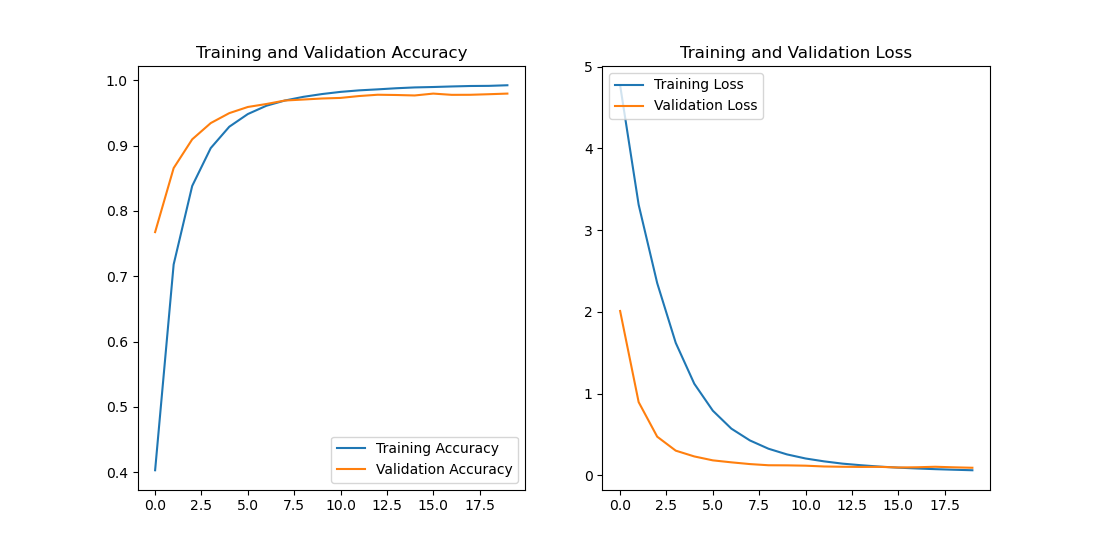 Training and Validation Accuracy
1.0
0.9
0.8
0.7
0.6
0.5
0.4
0.0 2.5 5.0 7.5 10.0 12.5 15.0 17.5
Training Accuracy
Validation Accuracy
Training and Validation Loss
5
4
3
2
1
0
0.0 2.5 5.0 7.5 10.0 12.5 15.0 17.5
Training Loss
Validation Loss